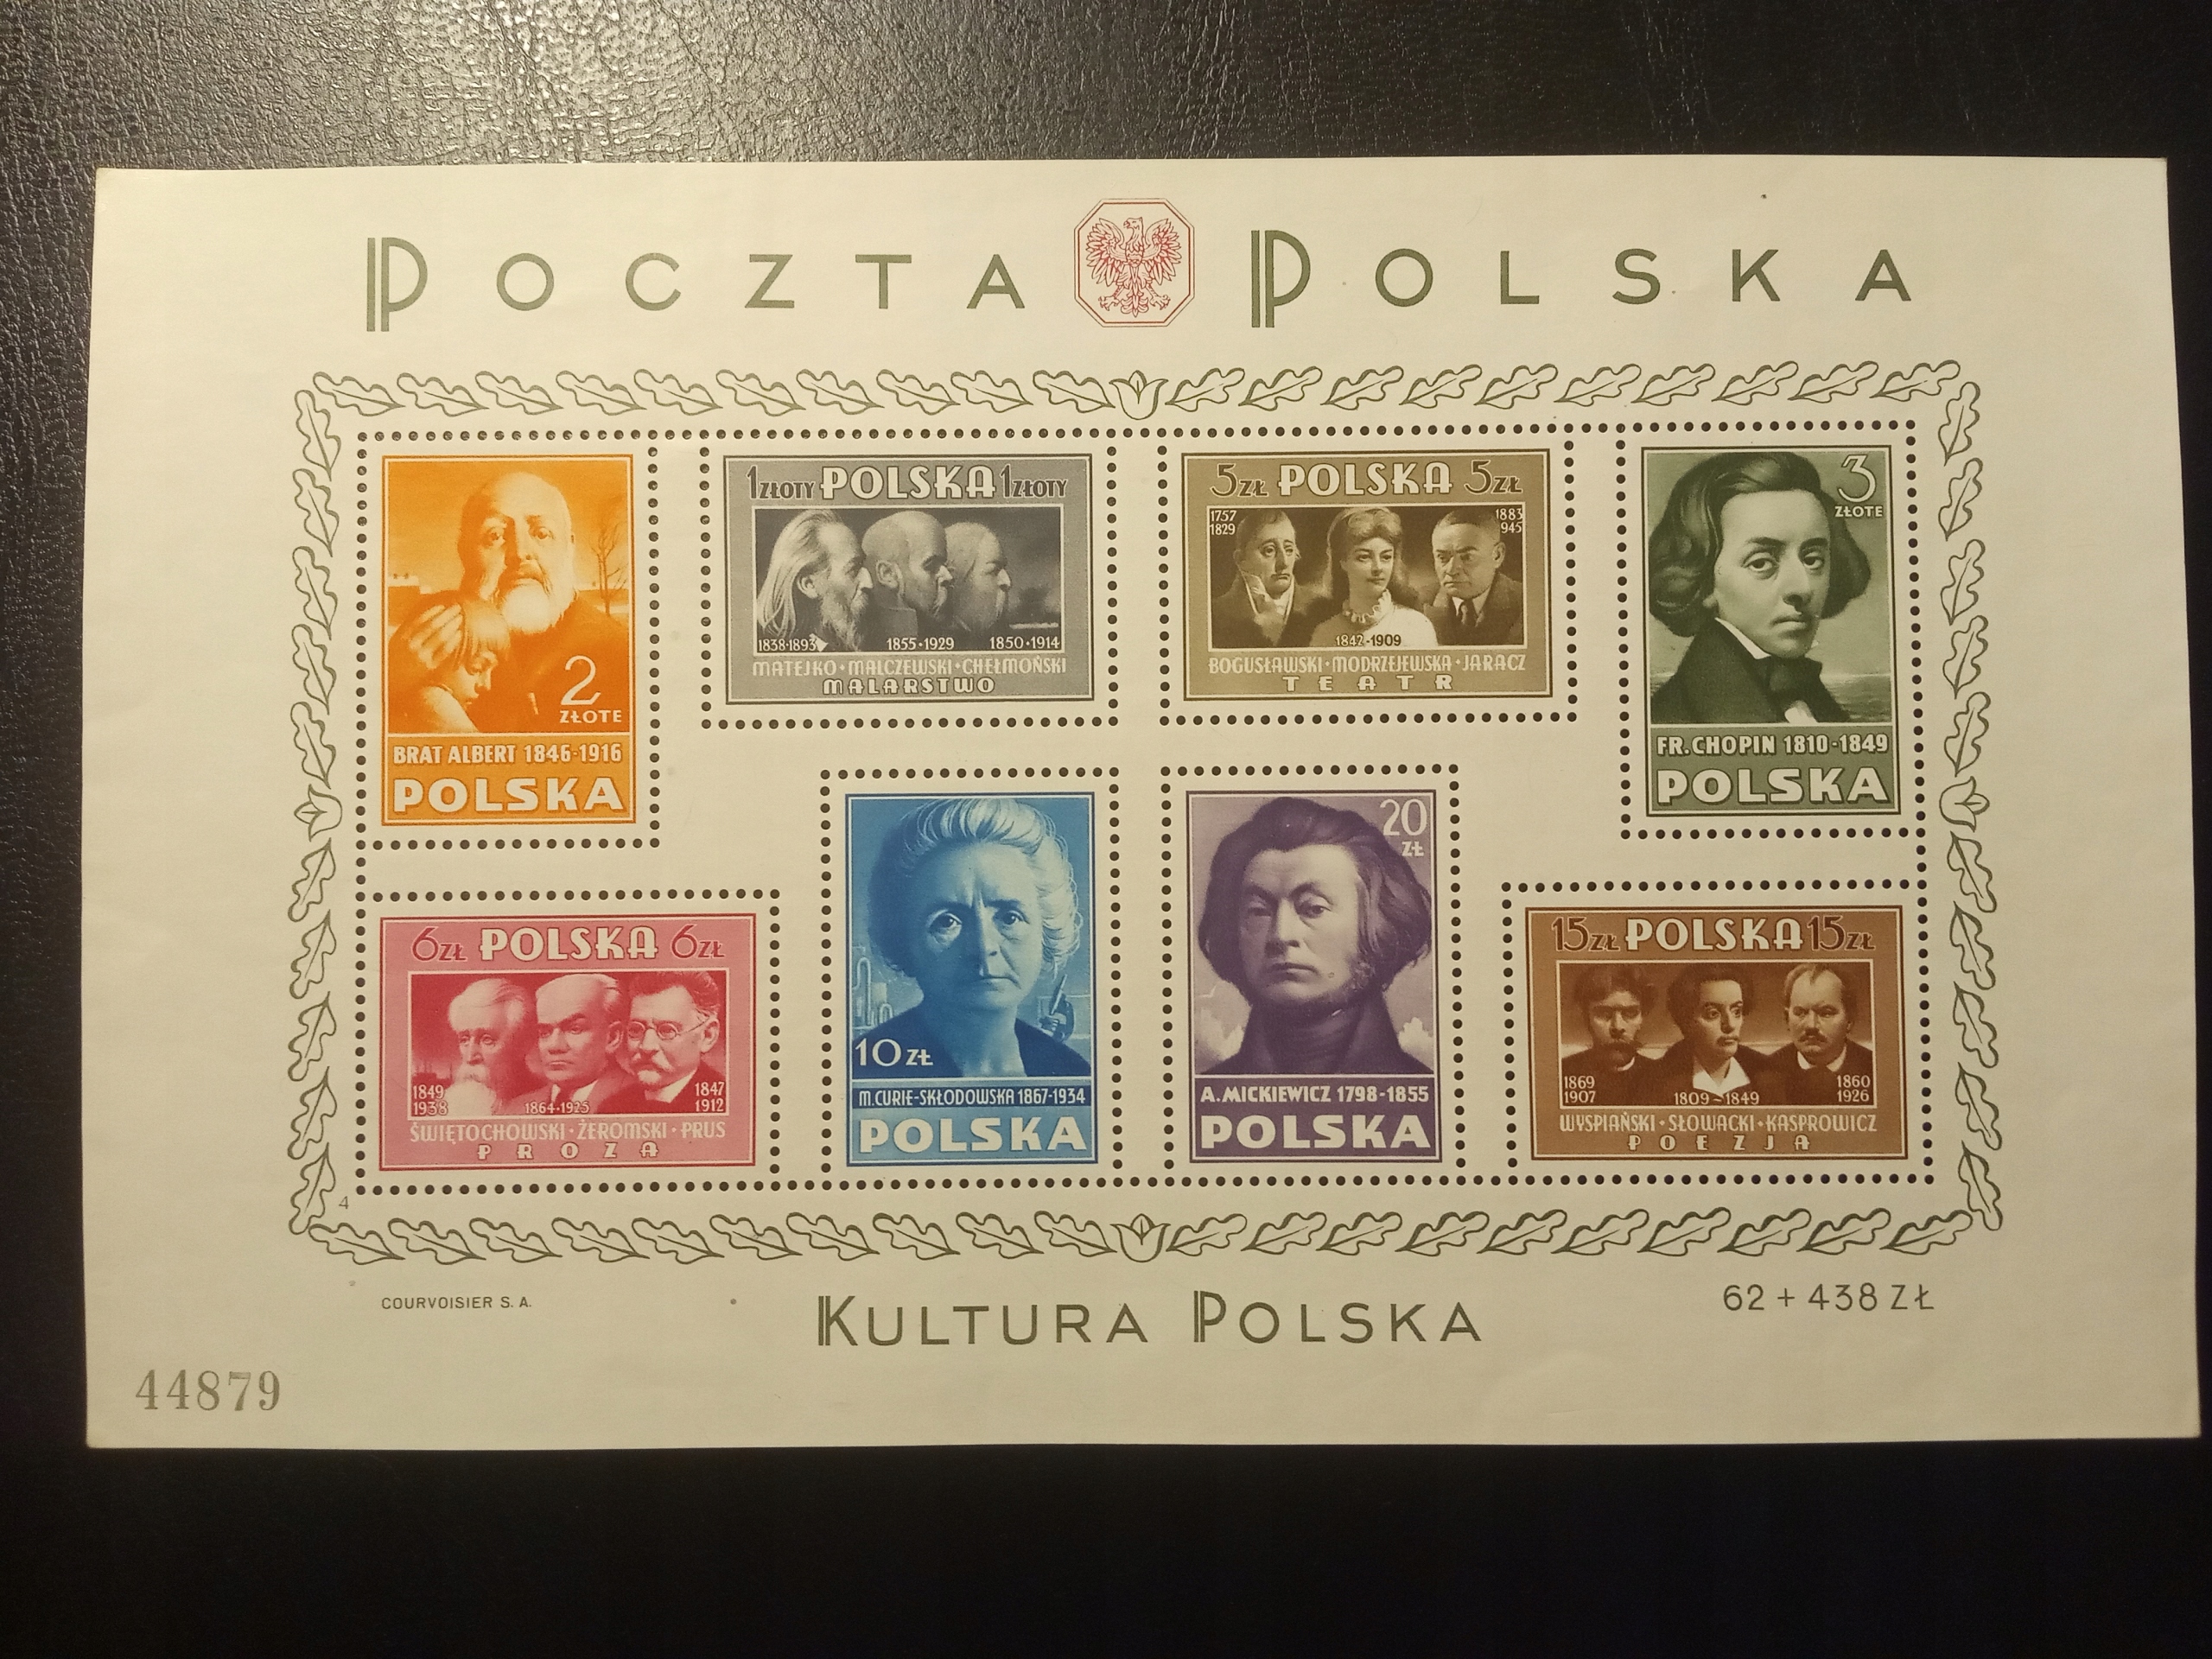 POCZTA POLSKA
2
ZŁOTE
BRAT ALBERT 1846-1916
POLSKA
1 ZŁOTY POLSKA 1 ZŁOTY
1838·1893 1855·1929 1850·1914
MATEJKO·MALCZEWSKI·CHEŁMOŃSKI
MALARSTWO
5 ZŁ POLSKA 5 ZŁ
1757 1883
1829 945
1842-1909
BOGUSŁAWSKI·MODRZEJEWSKA·JARACZ
TEATR
3
ZŁOTE
FR. CHOPIN 1810-1849
POLSKA
6 ZŁ POLSKA 6 ZŁ
1849 1847
1938 1864-1925 1912
ŚWIĘTOCHOWSKI·ŻEROMSKI·PRUS
PROZA
10 ZŁ
M. CURIE-SKŁODOWSKA 1867-1934
POLSKA
20
ZŁ
A. MICKIEWICZ 1798-1855
POLSKA
15 ZŁ POLSKA 15 ZŁ
1869 1860
1907 1809-1849 1926
WYSPIAŃSKI·SŁOWACKI·KASPROWICZ
POEZJA
4
COURVOISIER S. A.
KULTURA POLSKA
62 + 438 ZŁ
44879